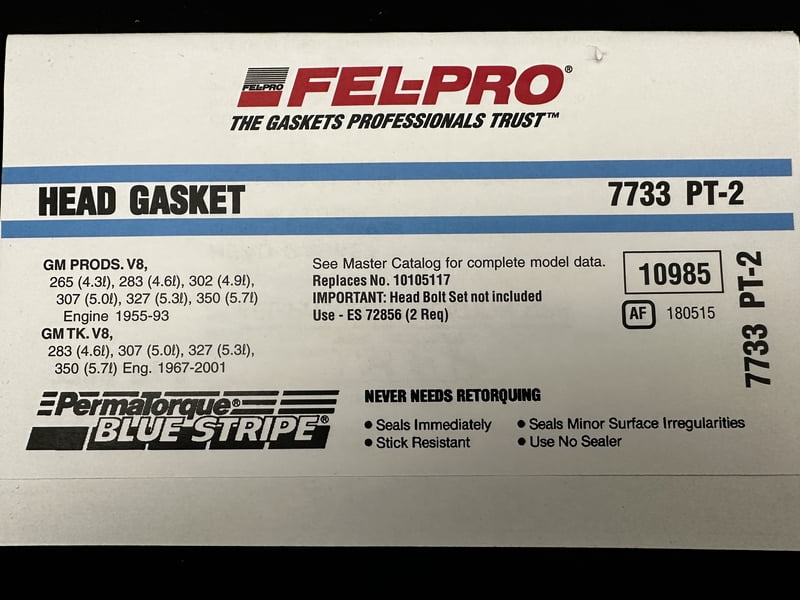 FEL-PRO
FEL-PRO®
THE GASKETS PROFESSIONALS TRUST™
HEAD GASKET
7733 PT-2
GM PRODS. V8,
265 (4.3ℓ), 283 (4.6ℓ), 302 (4.9ℓ),
307 (5.0ℓ), 327 (5.3ℓ), 350 (5.7ℓ)
Engine 1955-93
GM TK. V8,
283 (4.6ℓ), 307 (5.0ℓ), 327 (5.3ℓ),
350 (5.7ℓ) Eng. 1967-2001
See Master Catalog for complete model data.
Replaces No. 10105117
IMPORTANT: Head Bolt Set not included
Use - ES 72856 (2 Req)
10985
AF 180515
7733 PT-2
PermaTorque®
BLUE STRIPE®
NEVER NEEDS RETORQUING
● Seals Immediately
● Stick Resistant
● Seals Minor Surface Irregularities
● Use No Sealer